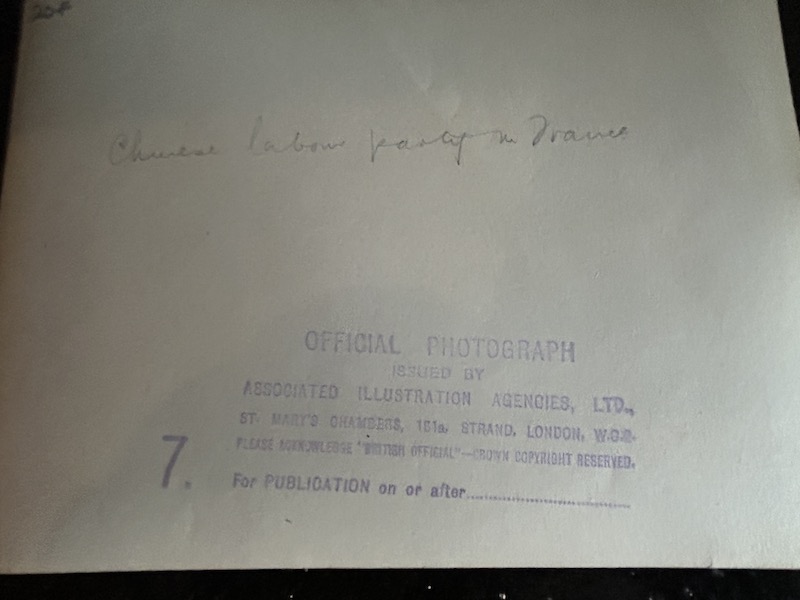 Chinese labour party in France
OFFICIAL PHOTOGRAPH
ISSUED BY
ASSOCIATED ILLUSTRATION AGENCIES, LTD.,
ST. MARY'S CHAMBERS, 161a, STRAND, LONDON, W.C.2.
PLEASE ACKNOWLEDGE "BRITISH OFFICIAL"—CROWN COPYRIGHT RESERVED.
7.
For PUBLICATION on or after